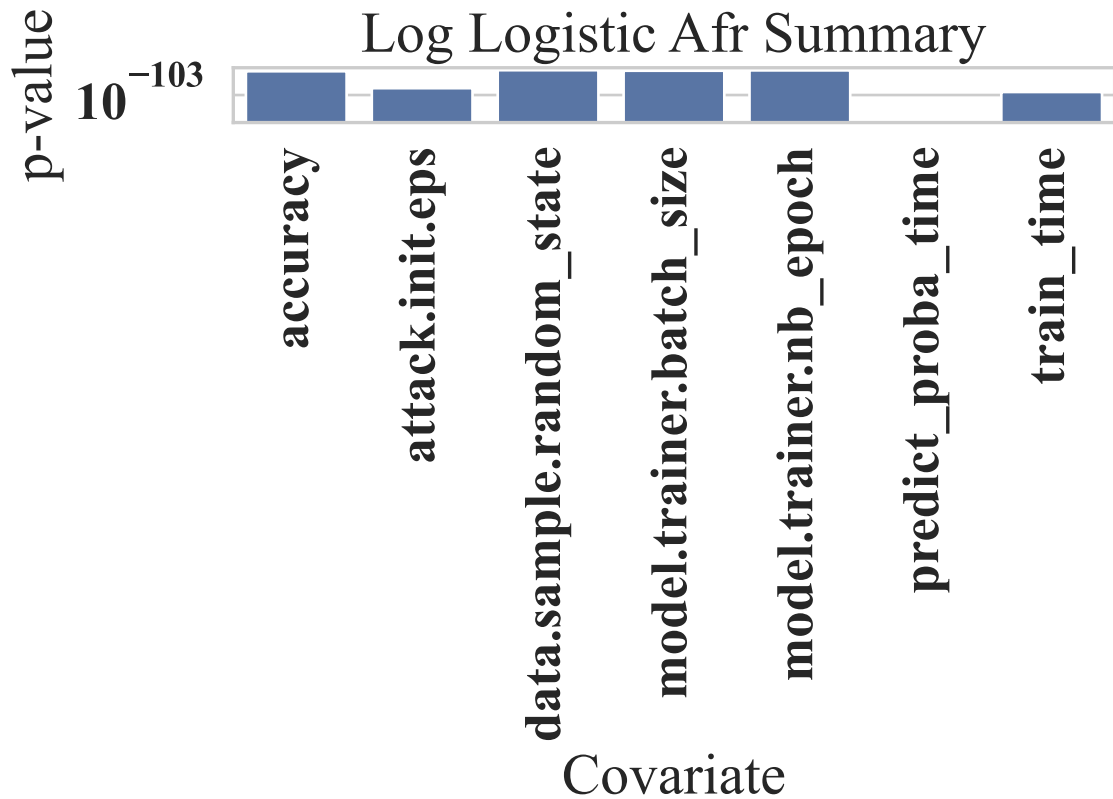 Log Logistic Afr Summary
p-value
10^−103
accuracy
attack.init.eps
data.sample.random_state
model.trainer.batch_size
model.trainer.nb_epoch
predict_proba_time
train_time
Covariate